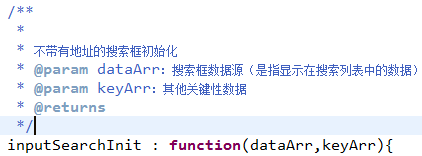 /**
 *
 * 不带有地址的搜索框初始化
 * @param dataArr：搜索框数据源（是指显示在搜索列表中的数据）
 * @param keyArr：其他关键性数据
 * @returns
 */
inputSearchInit : function(dataArr,keyArr){